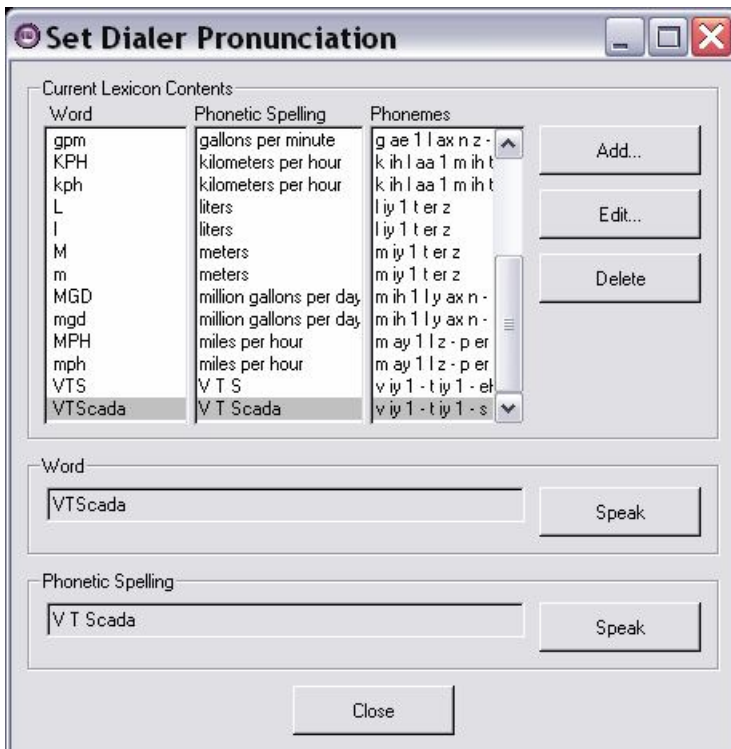 Set Dialer Pronunciation
Current Lexicon Contents
Word Phonetic Spelling Phonemes
gpm gallons per minute g ae 1 l ax n z -
KPH kilometers per hour k ih l aa 1 m ih t
kph kilometers per hour k ih l aa 1 m ih t
L liters l iy 1 t er z
l liters l iy 1 t er z
M meters m iy 1 t er z
m meters m iy 1 t er z
MGD million gallons per day m ih 1 l y ax n -
mgd million gallons per day m ih 1 l y ax n -
MPH miles per hour m ay 1 l z - p er
mph miles per hour m ay 1 l z - p er
VTS V T S v iy 1 - t iy 1 - eh
VTScada V T Scada v iy 1 - t iy 1 - s
Add...
Edit...
Delete
Word
VTScada
Speak
Phonetic Spelling
V T Scada
Speak
Close